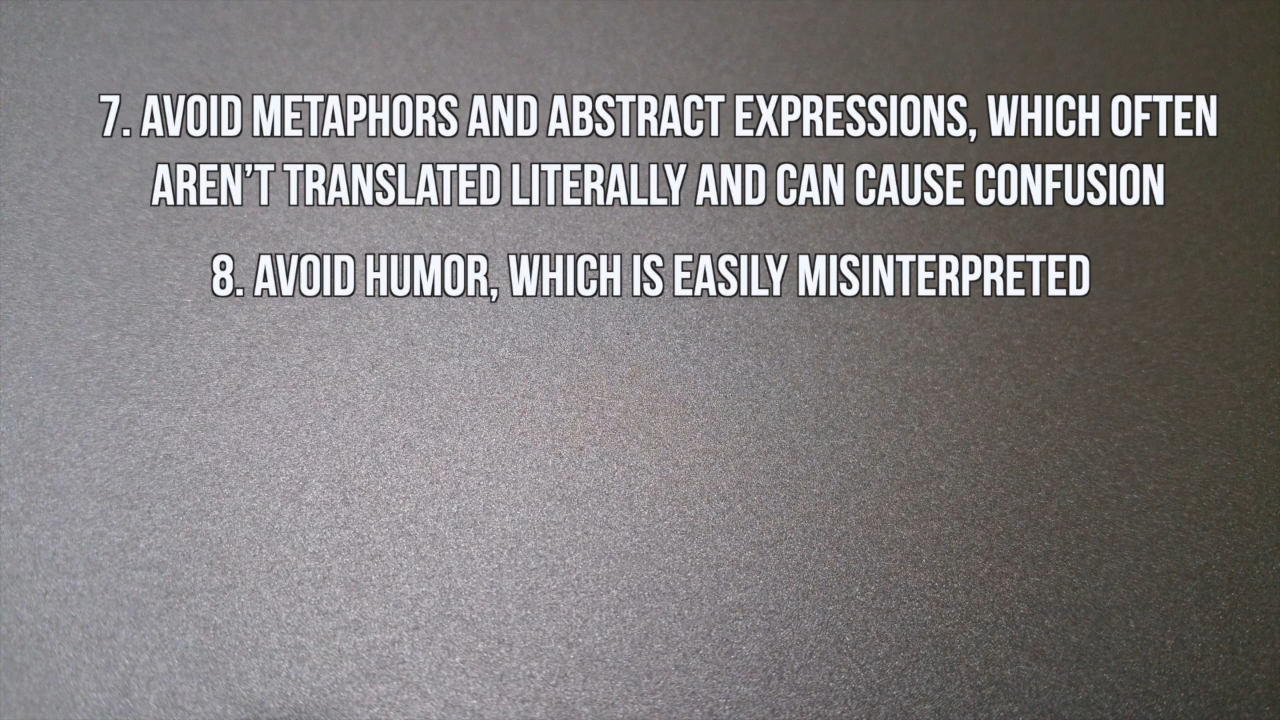 7. AVOID METAPHORS AND ABSTRACT EXPRESSIONS, WHICH OFTEN
AREN'T TRANSLATED LITERALLY AND CAN CAUSE CONFUSION
8. AVOID HUMOR, WHICH IS EASILY MISINTERPRETED